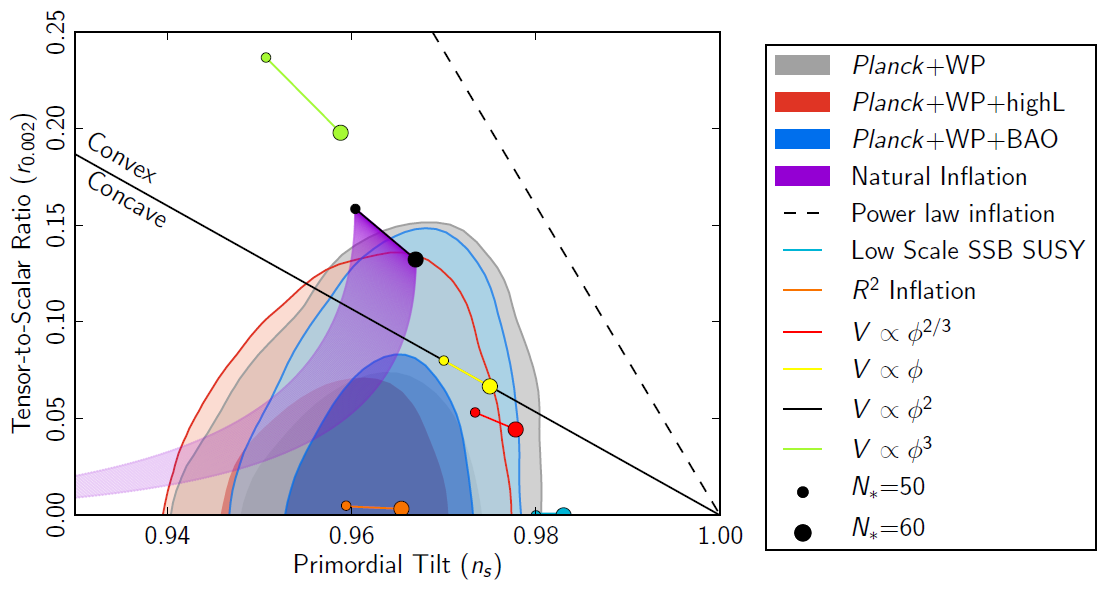 Tensor-to-Scalar Ratio (r₀.₀₀₂)
0.25
0.20
0.15
0.10
0.05
0.00
Convex
Concave
0.94 0.96 0.98 1.00
Primordial Tilt (nₛ)
Planck+WP
Planck+WP+highL
Planck+WP+BAO
Natural Inflation
Power law inflation
Low Scale SSB SUSY
R² Inflation
V ∝ ϕ²ᐟ³
V ∝ ϕ
V ∝ ϕ²
V ∝ ϕ³
N∗=50
N∗=60